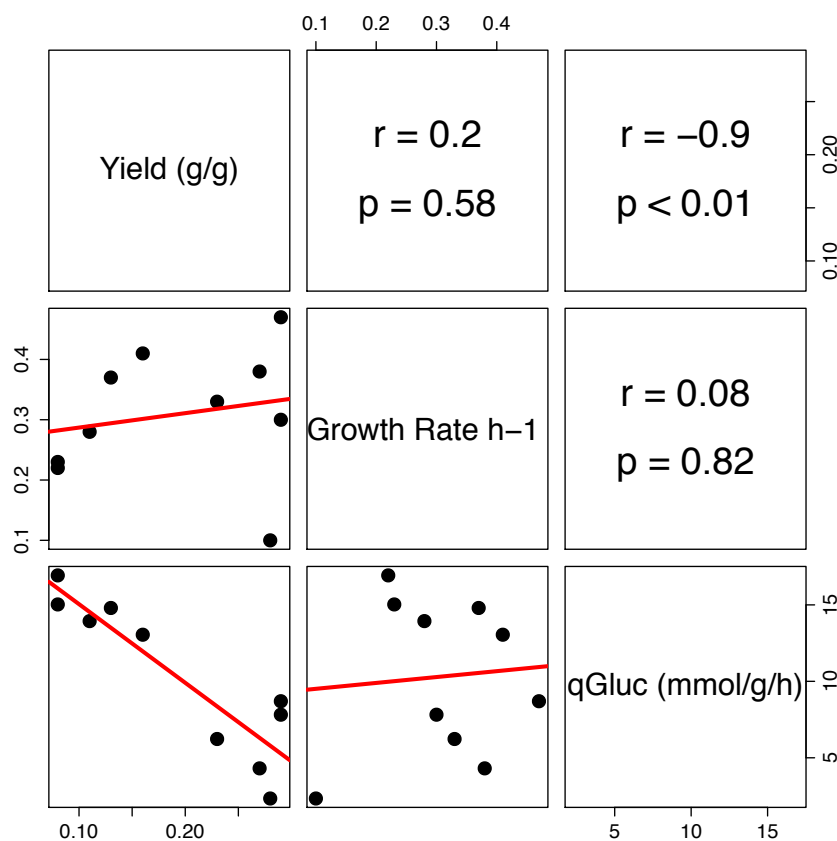 0.1 0.2 0.3 0.4
Yield (g/g)
r = 0.2
p = 0.58
r = −0.9
p < 0.01
0.10 0.20
0.1 0.2 0.3 0.4
Growth Rate h−1
r = 0.08
p = 0.82
qGluc (mmol/g/h)
5 10 15
0.10 0.20
5 10 15